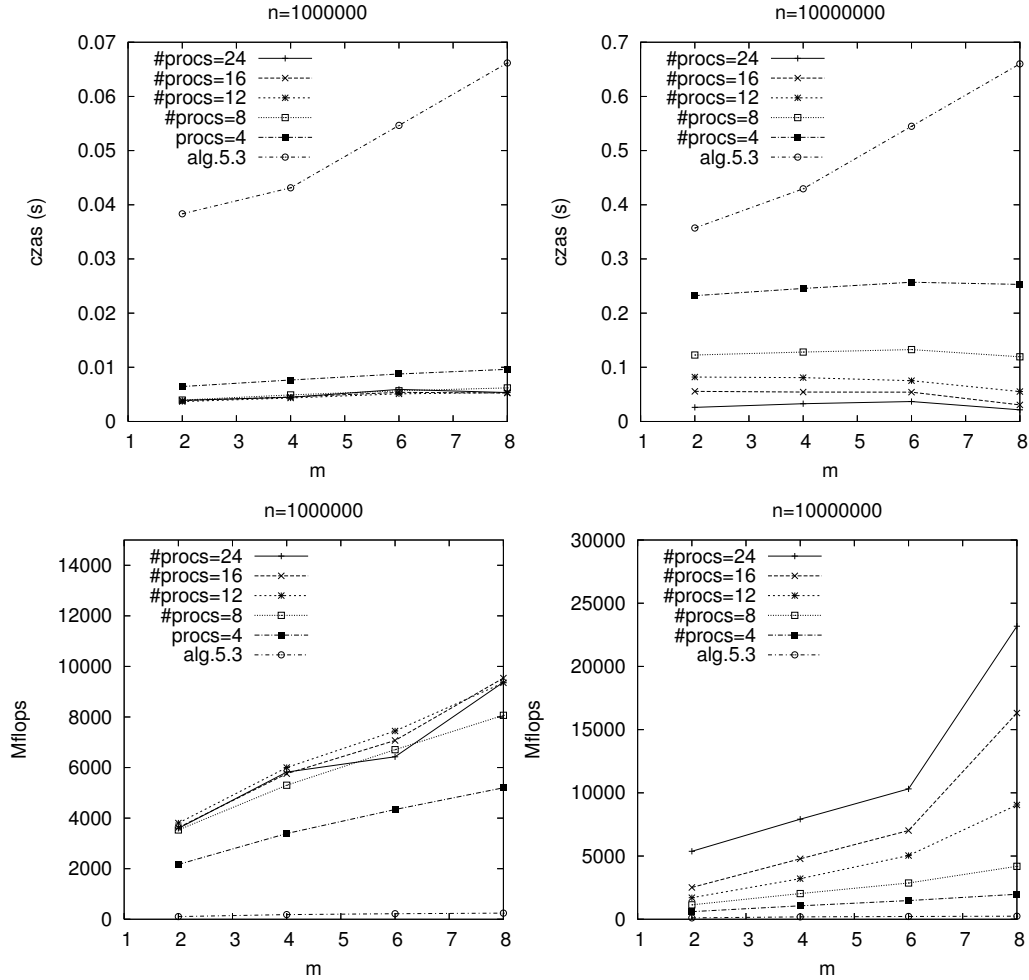 n=1000000
0.07
0.06
0.05
0.04
0.03
0.02
0.01
0
czas (s)
#procs=24
#procs=16
#procs=12
#procs=8
procs=4
alg.5.3
1 2 3 4 5 6 7 8
m
n=10000000
0.7
0.6
0.5
0.4
0.3
0.2
0.1
0
czas (s)
#procs=24
#procs=16
#procs=12
#procs=8
#procs=4
alg.5.3
1 2 3 4 5 6 7 8
m
n=1000000
14000
12000
10000
8000
6000
4000
2000
0
Mflops
#procs=24
#procs=16
#procs=12
#procs=8
procs=4
alg.5.3
1 2 3 4 5 6 7 8
m
n=10000000
30000
25000
20000
15000
10000
5000
0
Mflops
#procs=24
#procs=16
#procs=12
#procs=8
#procs=4
alg.5.3
1 2 3 4 5 6 7 8
m